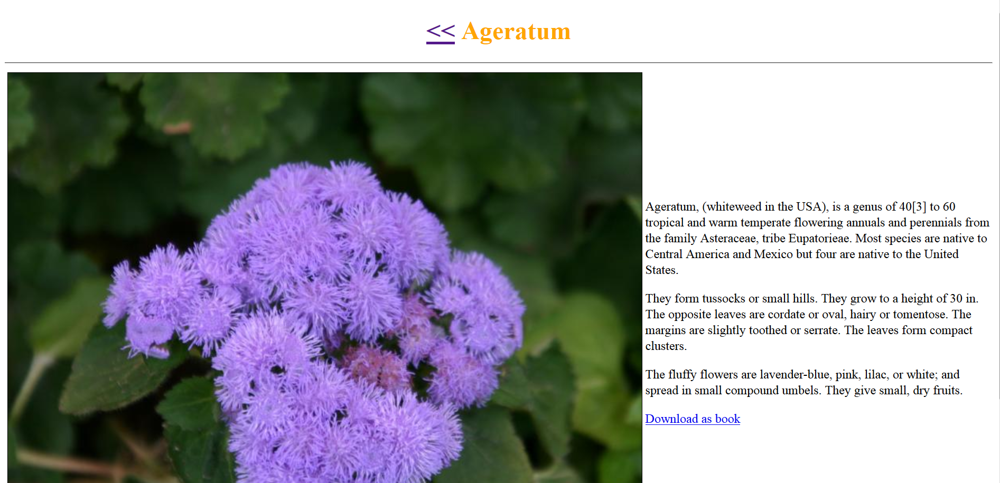 << Ageratum
Ageratum, (whiteweed in the USA), is a genus of 40[3] to 60
tropical and warm temperate flowering annuals and perennials from
the family Asteraceae, tribe Eupatorieae. Most species are native to
Central America and Mexico but four are native to the United
States.
They form tussocks or small hills. They grow to a height of 30 in.
The opposite leaves are cordate or oval, hairy or tomentose. The
margins are slightly toothed or serrate. The leaves form compact
clusters.
The fluffy flowers are lavender-blue, pink, lilac, or white; and
spread in small compound umbels. They give small, dry fruits.
Download as book